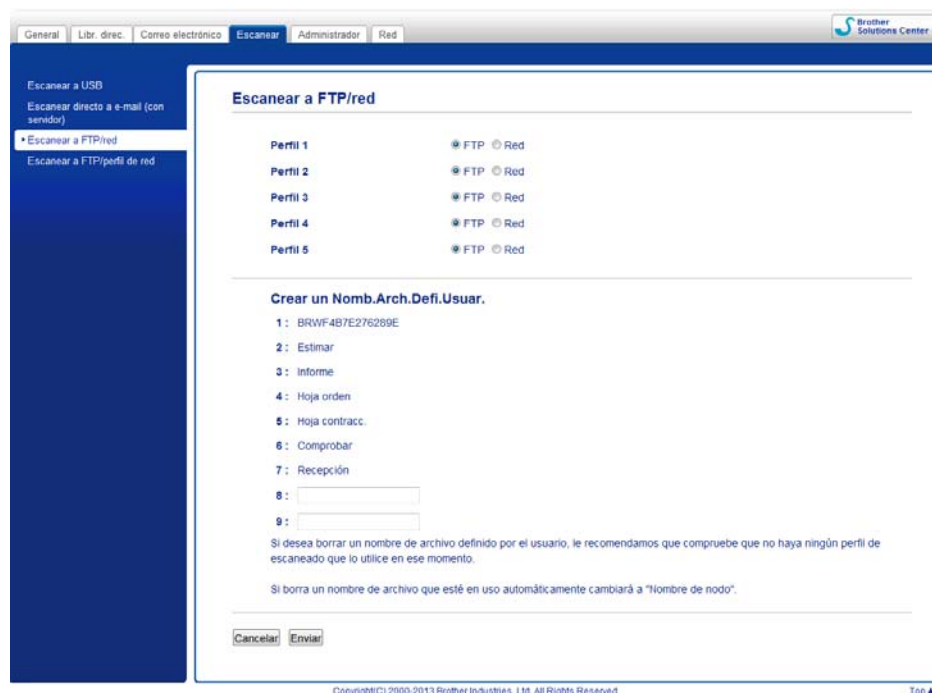 General
Libr. direc.
Correo electrónico
Escanear
Administrador
Red
Brother
Solutions Center
Escanear a USB
Escanear directo a e-mail (con
servidor)
Escanear a FTP/red
Escanear a FTP/perfil de red
Escanear a FTP/red
Perfil 1 FTP Red
Perfil 2 FTP Red
Perfil 3 FTP Red
Perfil 4 FTP Red
Perfil 5 FTP Red
Crear un Nomb.Arch.Defi.Usuar.
1 : BRWF4B7E276289E
2 : Estimar
3 : Informe
4 : Hoja orden
5 : Hoja contracc.
6 : Comprobar
7 : Recepción
8 :
9 :
Si desea borrar un nombre de archivo definido por el usuario, le recomendamos que compruebe que no haya ningún perfil de
escaneado que lo utilice en ese momento.
Si borra un nombre de archivo que esté en uso automáticamente cambiará a "Nombre de nodo".
Cancelar Enviar
Copyright(C) 2000-2013 Brother Industries, Ltd. All Rights Reserved.
Top